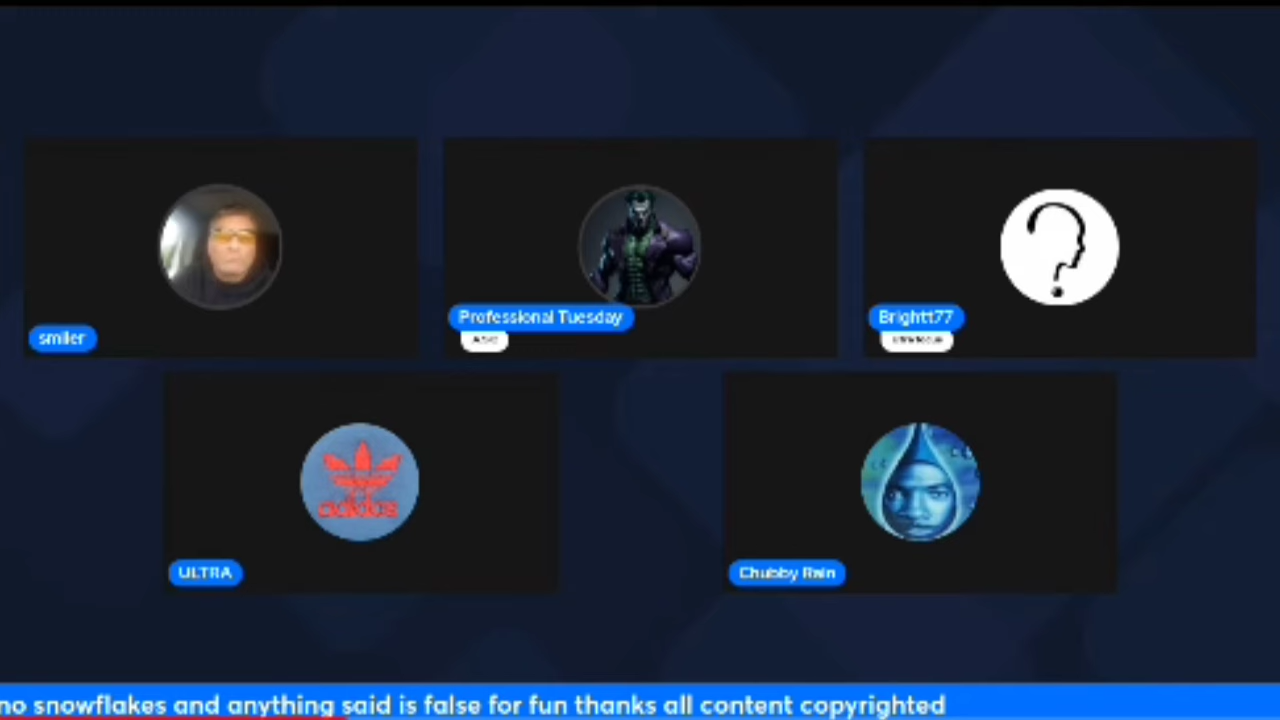 smiler
Professional Tuesday
Brightt77
adidas
ULTRA
Chubby Rain
no snowflakes and anything said is false for fun thanks all content copyrighted